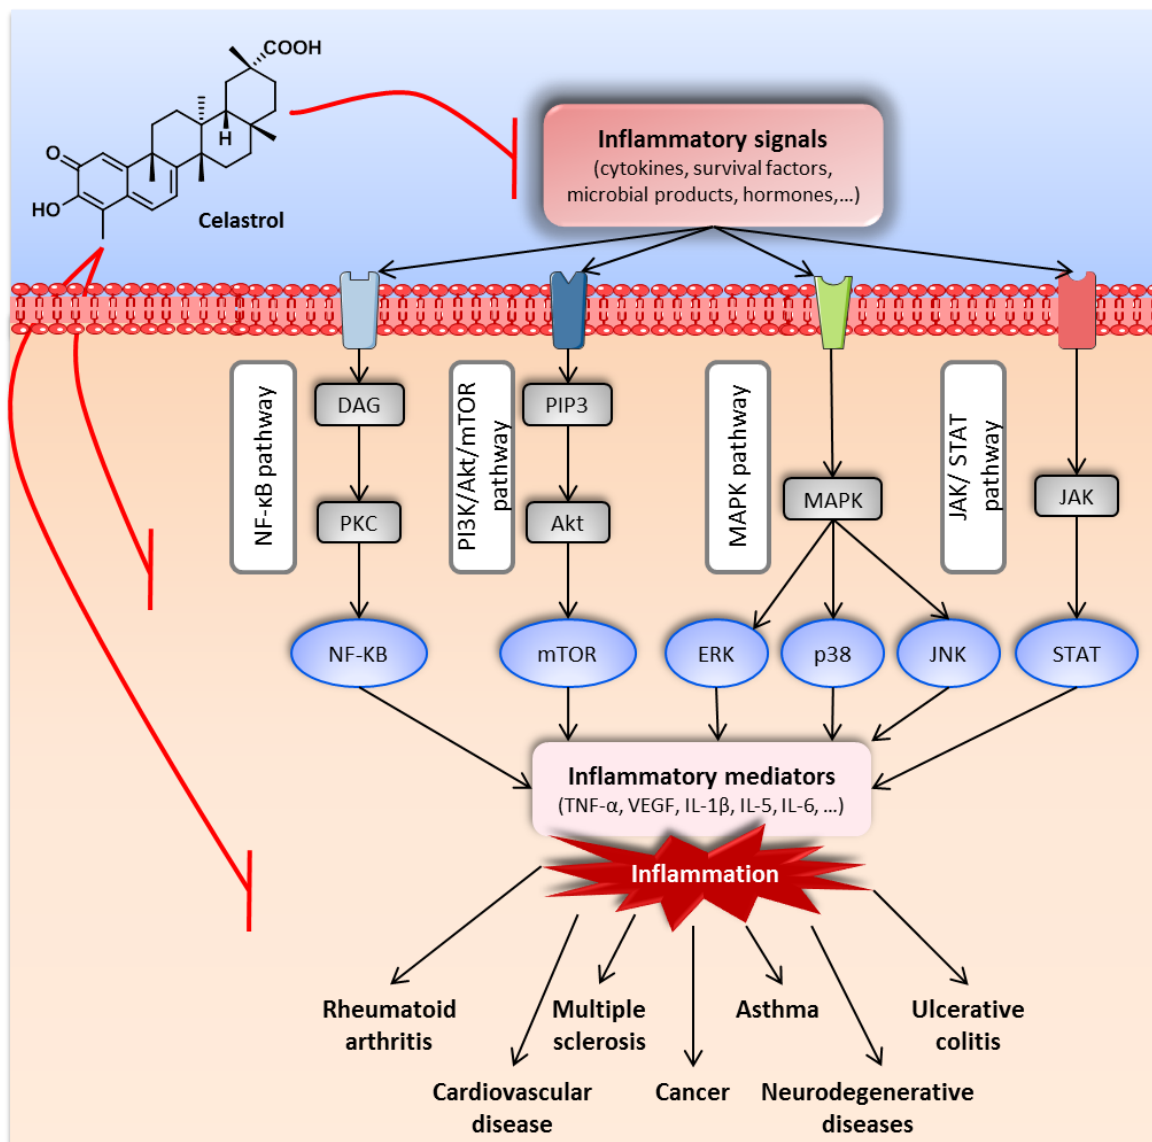 COOH
H
O
HO
Celastrol
Inflammatory signals
(cytokines, survival factors,
microbial products, hormones,...)
NF-κB pathway
DAG
PKC
NF-KB
PI3K/Akt/mTOR
pathway
PIP3
Akt
mTOR
MAPK pathway
MAPK
ERK
p38
JNK
JAK/ STAT
pathway
JAK
STAT
Inflammatory mediators
(TNF-α, VEGF, IL-1β, IL-5, IL-6, ...)
Inflammation
Rheumatoid
arthritis
Multiple
sclerosis
Asthma
Ulcerative
colitis
Cardiovascular
disease
Cancer
Neurodegenerative
diseases